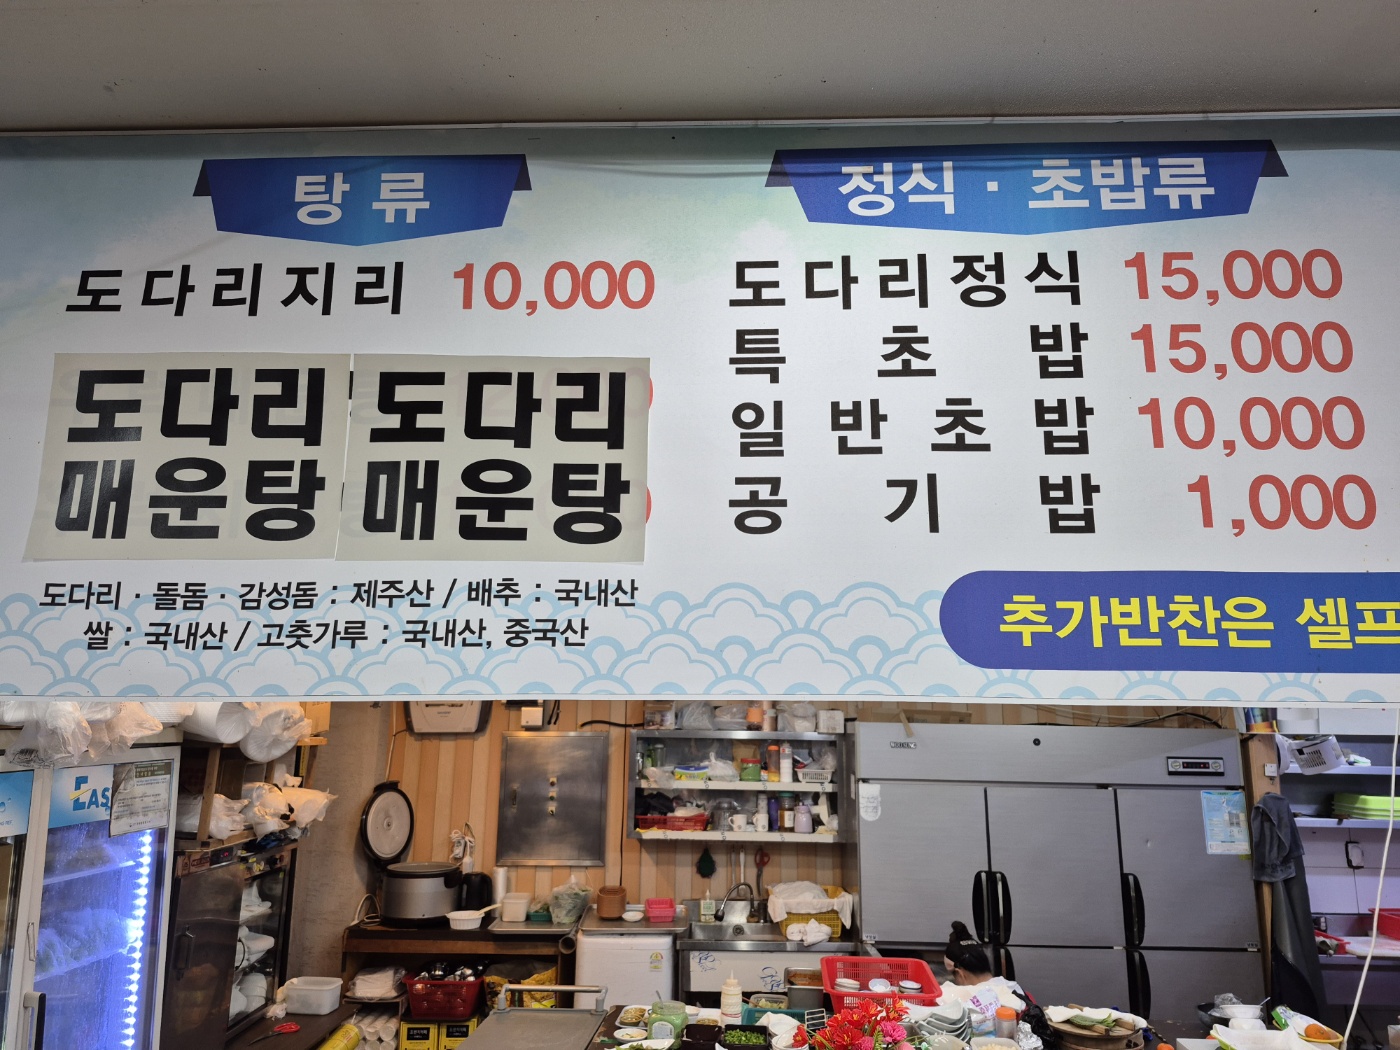 탕류
도다리지리 10,000
도다리 도다리
매운탕 매운탕
도다리 · 돌돔 · 감성돔 : 제주산 / 배추 : 국내산
쌀 : 국내산 / 고춧가루 : 국내산, 중국산
정식 · 초밥류
도다리정식 15,000
특초밥 15,000
일반초밥 10,000
공기밥 1,000
추가반찬은 셀프